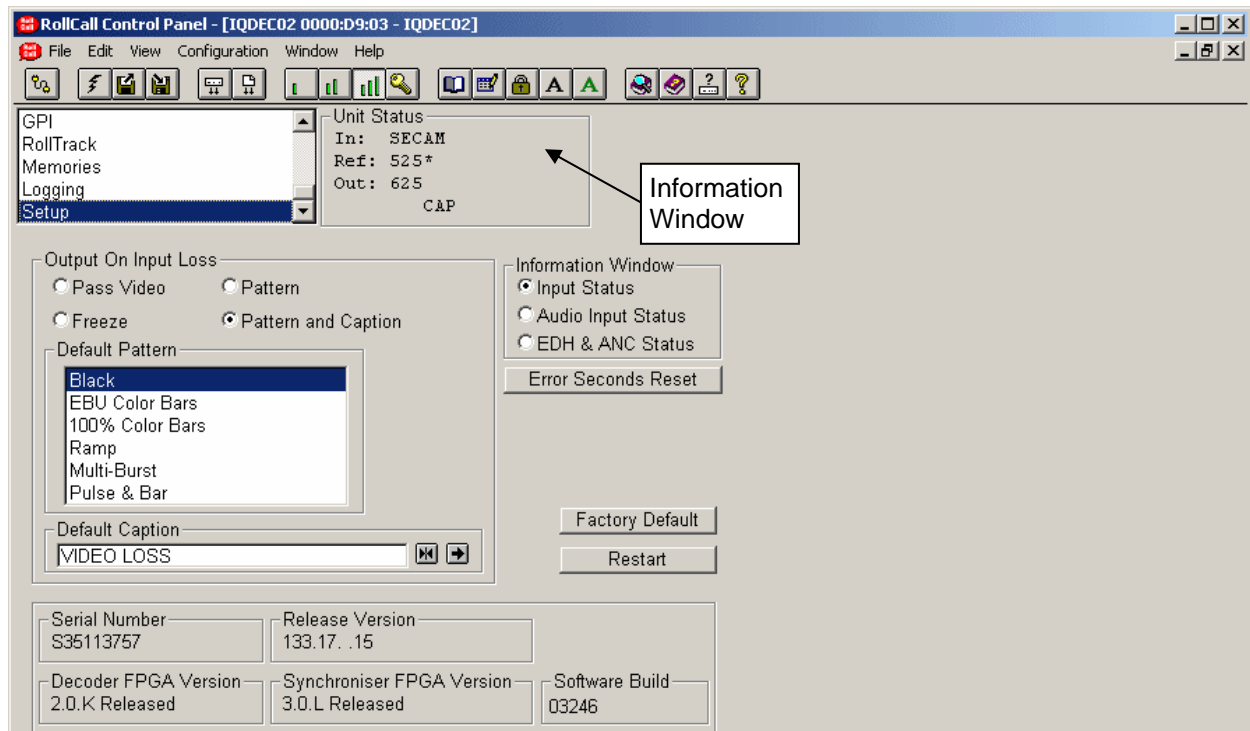 RollCall Control Panel - [IQDEC02 0000:D9:03 - IQDEC02]
File Edit View Configuration Window Help
A A ? ?
GPI
RollTrack
Memories
Logging
Setup
Unit Status
In: SECAM
Ref: 525*
Out: 625
CAP
Information
Window
Output On Input Loss
Pass Video Pattern
Freeze Pattern and Caption
Default Pattern
Black
EBU Color Bars
100% Color Bars
Ramp
Multi-Burst
Pulse & Bar
Default Caption
VIDEO LOSS
Information Window
Input Status
Audio Input Status
EDH & ANC Status
Error Seconds Reset
Factory Default
Restart
Serial Number
S35113757
Release Version
133.17. .15
Decoder FPGA Version
2.0.K Released
Synchroniser FPGA Version
3.0.L Released
Software Build
03246